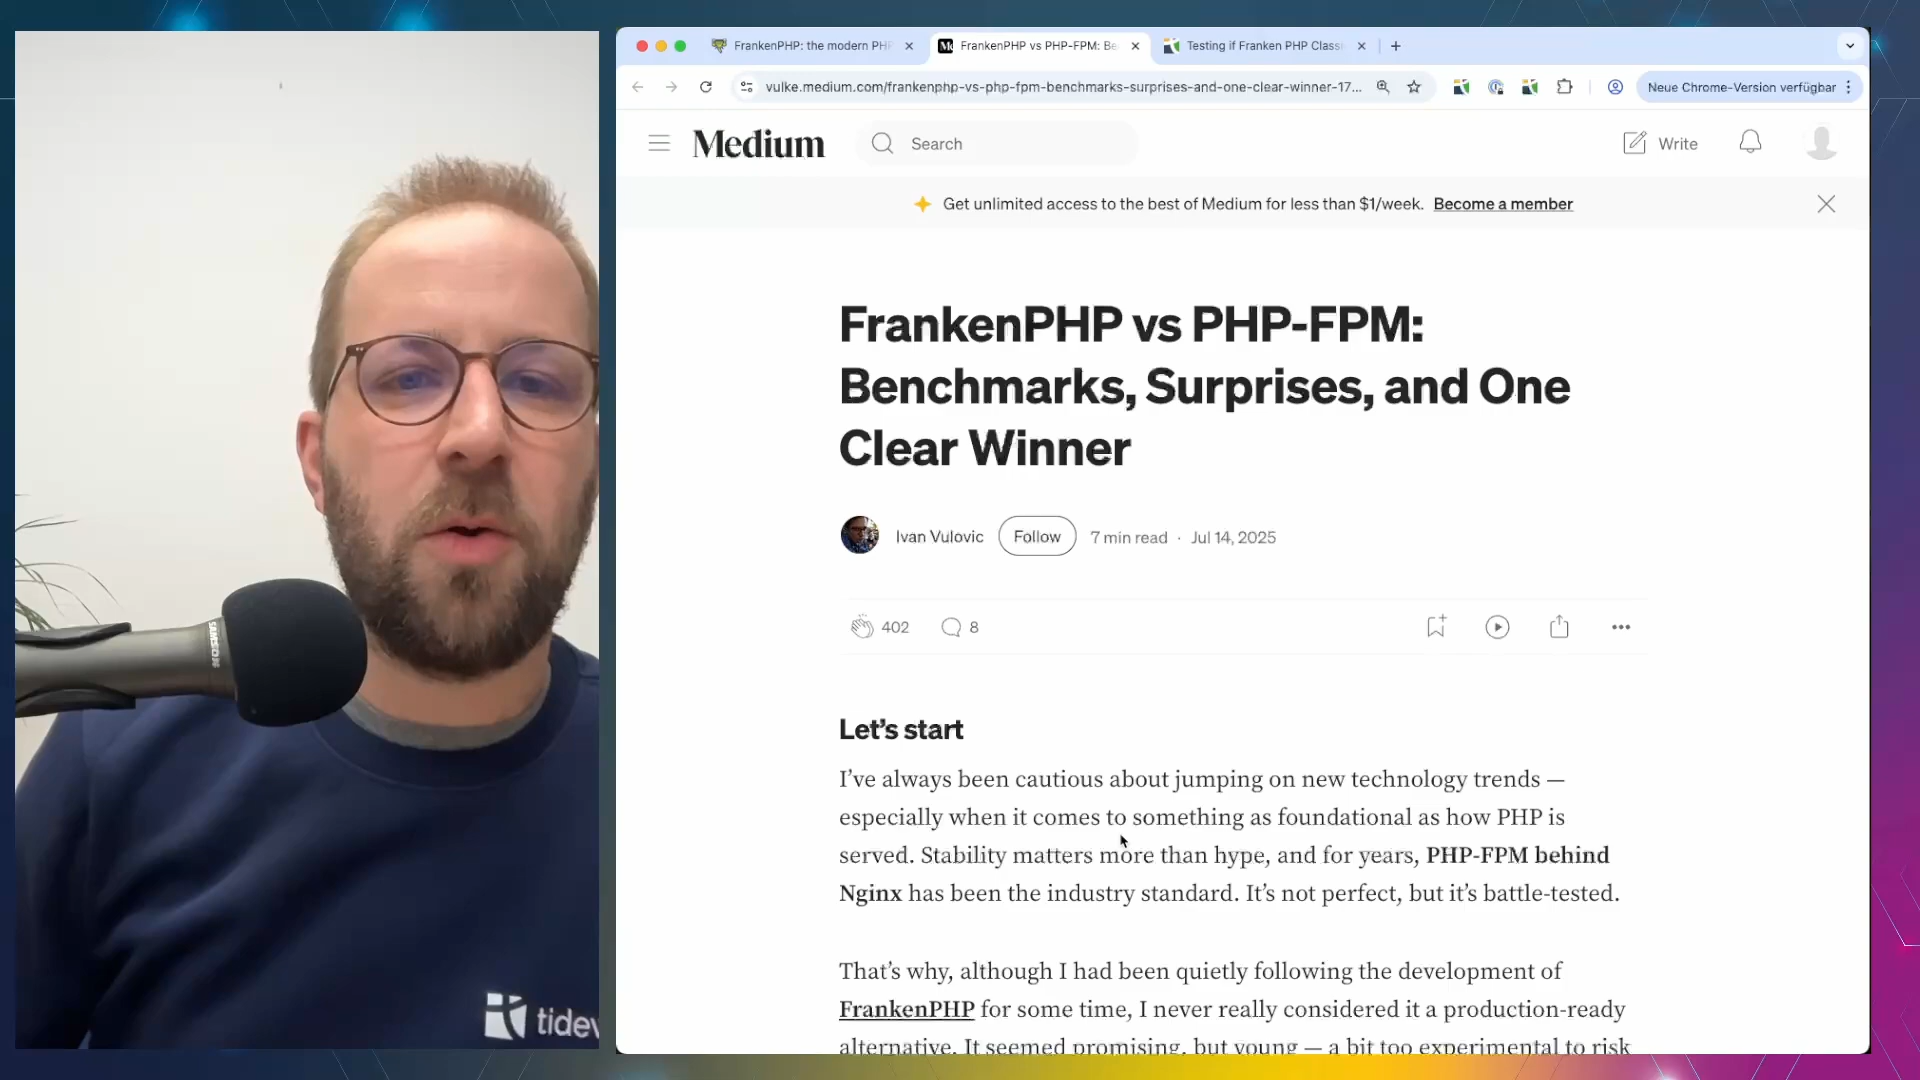 FrankenPHP: the modern PH
FrankenPHP vs PHP-FPM: Be
Testing if Franken PHP Classi
vulke.medium.com/frankenphp-vs-php-fpm-benchmarks-surprises-and-one-clear-winner-17...
Neue Chrome-Version verfügbar
Medium
Search
Write
Get unlimited access to the best of Medium for less than $1/week. Become a member
FrankenPHP vs PHP-FPM:
Benchmarks, Surprises, and One
Clear Winner
Ivan Vulovic
Follow
7 min read · Jul 14, 2025
402
8
Let's start
I've always been cautious about jumping on new technology trends —
especially when it comes to something as foundational as how PHP is
served. Stability matters more than hype, and for years, PHP-FPM behind
Nginx has been the industry standard. It's not perfect, but it's battle-tested.
That's why, although I had been quietly following the development of
FrankenPHP for some time, I never really considered it a production-ready
alternative. It seemed promising, but young — a bit too experimental to risk
SAMSON
tidev